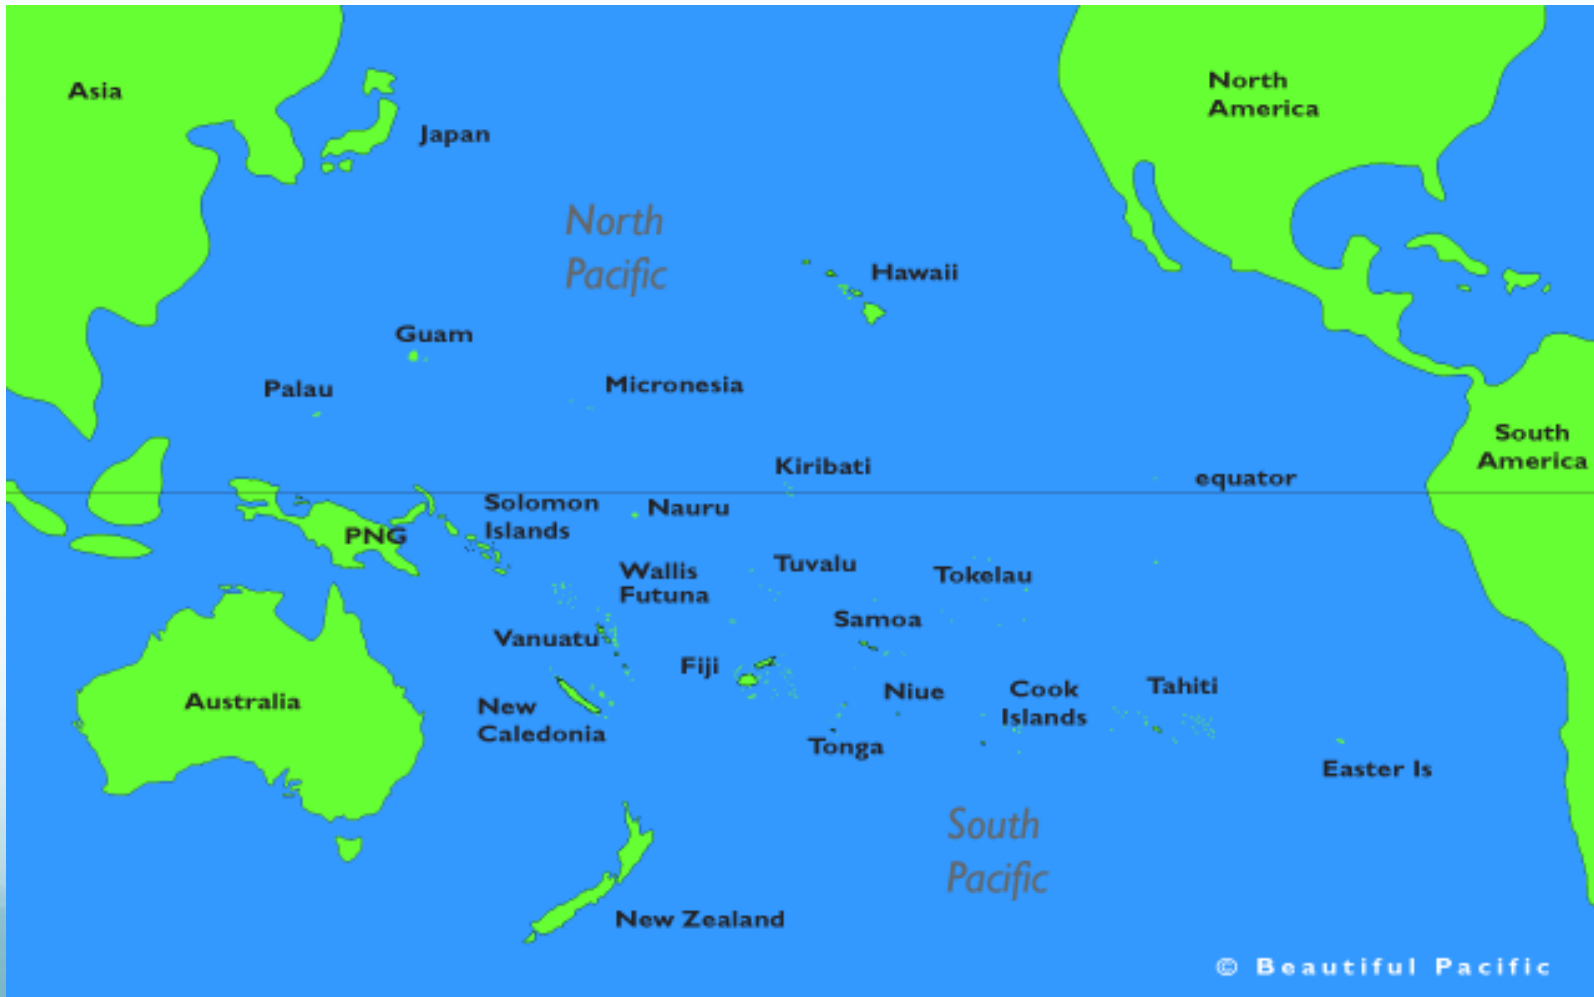 Asia
North
America
Japan
North
Pacific
Hawaii
Guam
Palau
Micronesia
South
America
Kiribati
equator
Solomon
Islands
Nauru
PNG
Wallis
Futuna
Tuvalu
Tokelau
Samoa
Vanuatu
Fiji
Australia
New
Caledonia
Niue
Cook
Islands
Tahiti
Tonga
Easter Is
South
Pacific
New Zealand
© Beautiful Pacific